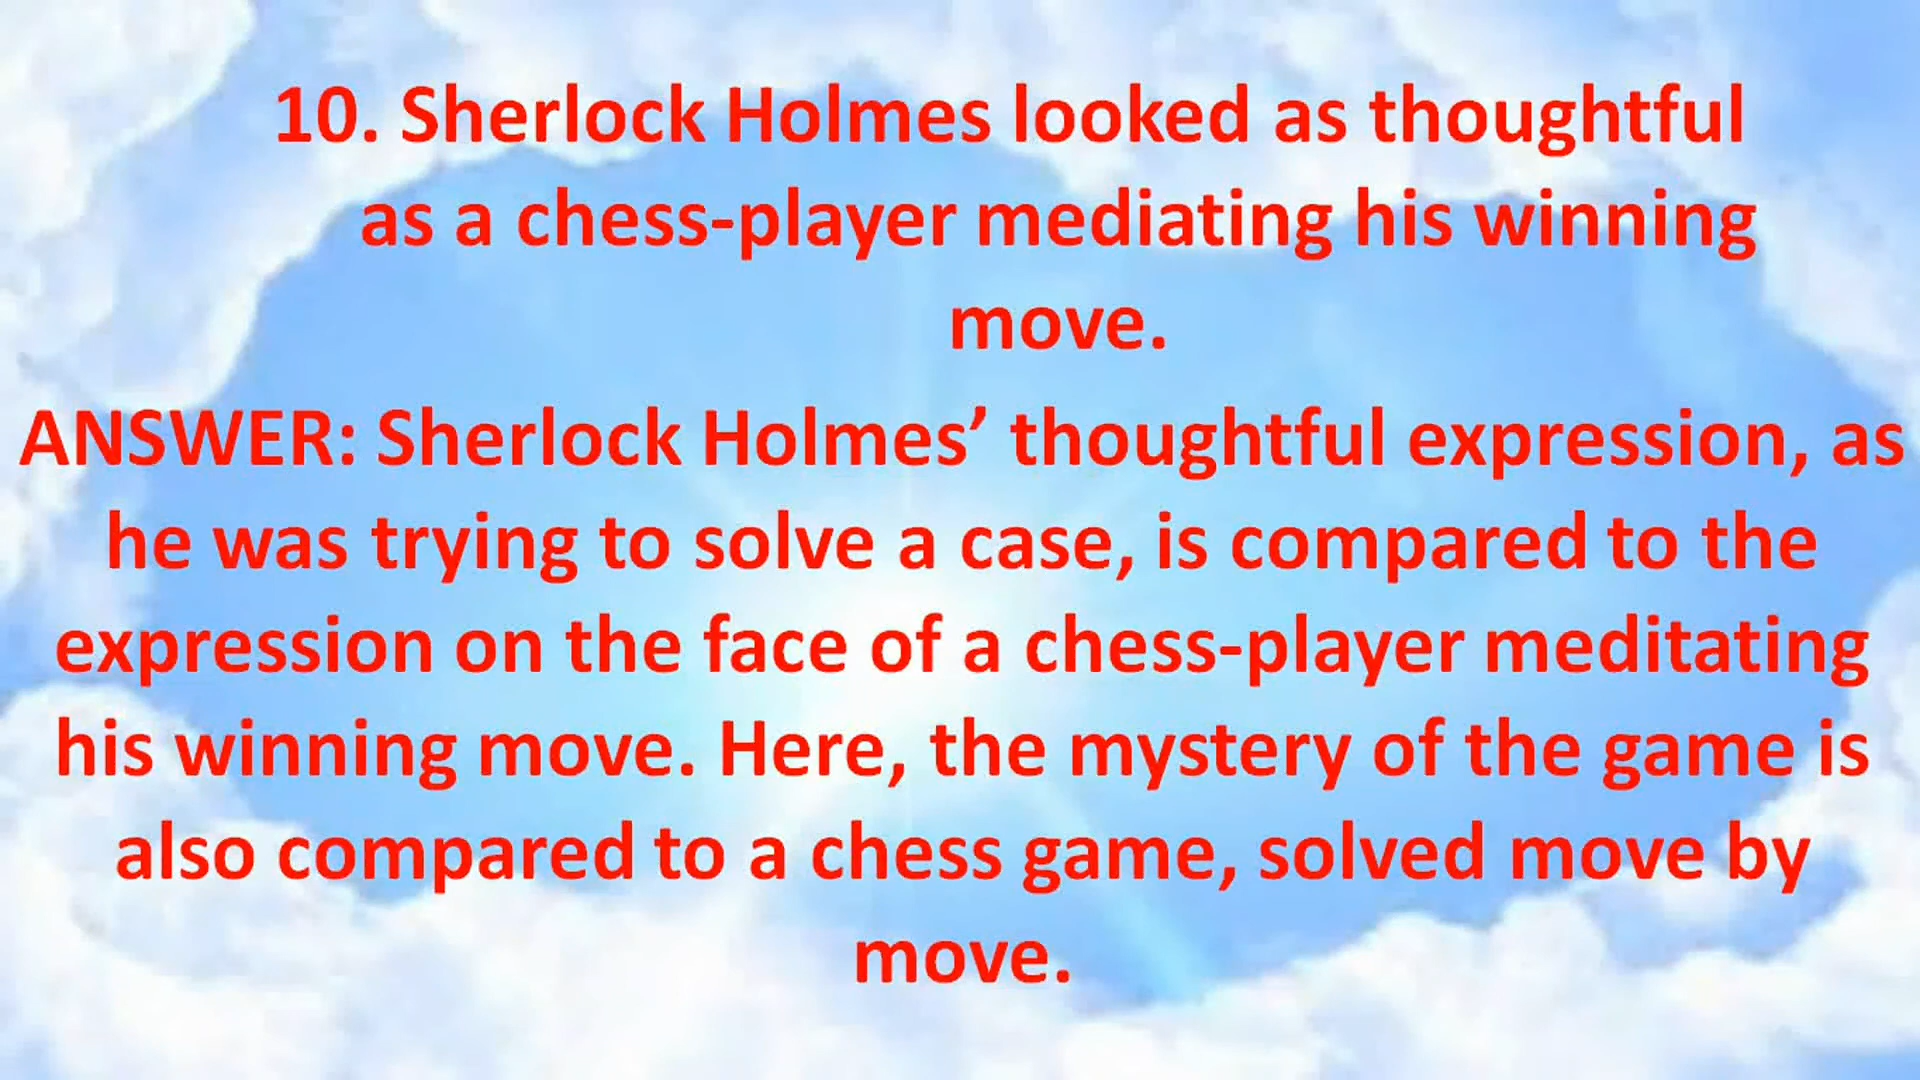 10. Sherlock Holmes looked as thoughtful
as a chess-player mediating his winning
move.
ANSWER: Sherlock Holmes’ thoughtful expression, as
he was trying to solve a case, is compared to the
expression on the face of a chess-player meditating
his winning move. Here, the mystery of the game is
also compared to a chess game, solved move by
move.